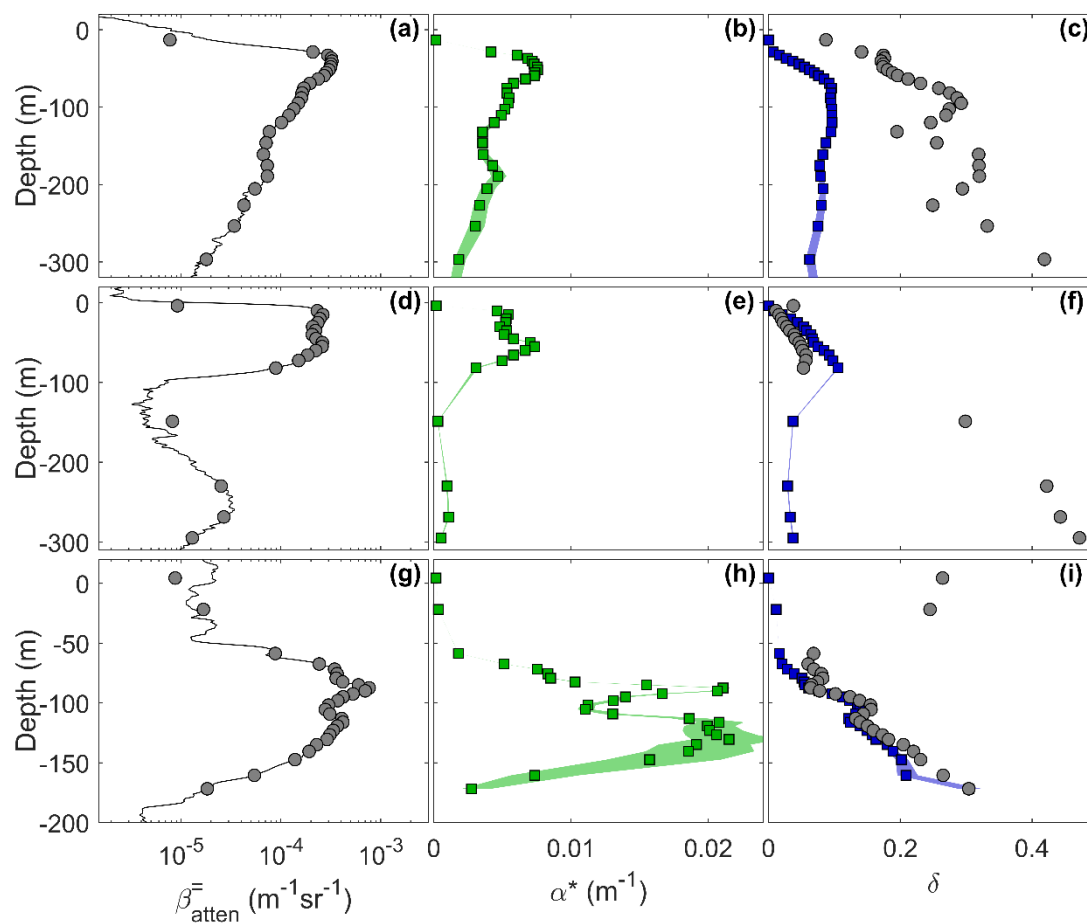 (a) (b) (c)
0
-100
-200
-300
Depth (m)
(d) (e) (f)
0
-100
-200
-300
Depth (m)
(g) (h) (i)
0
-50
-100
-150
-200
Depth (m)
10⁻⁵ 10⁻⁴ 10⁻³ 0 0.01 0.02 0 0.2 0.4
β⁼atten (m⁻¹sr⁻¹) α* (m⁻¹) δ